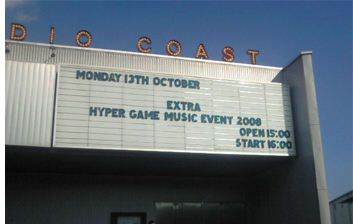 DIO COAST
MONDAY 13TH OCTOBER
EXTRA
HYPER GAME MUSIC EVENT 2008
OPEN 15:00
START 16:00